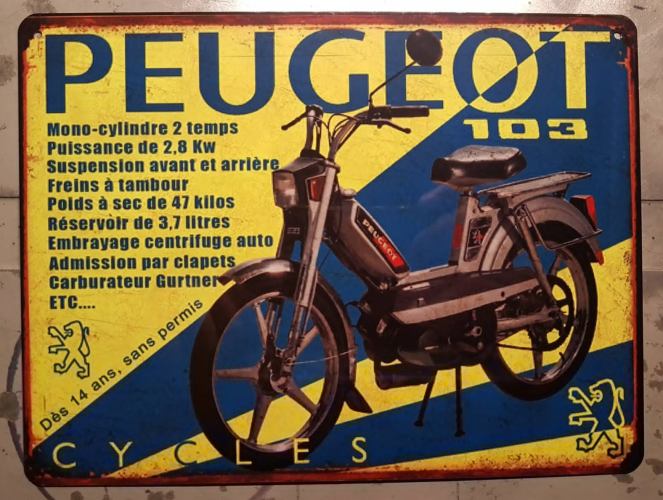 PEUGEOT
103
Mono-cylindre 2 temps
Puissance de 2,8 Kw
Suspension avant et arrière
Freins à tambour
Poids à sec de 47 kilos
Réservoir de 3,7 litres
Embrayage centrifuge auto
Admission par clapets
Carburateur Gurtner
ETC....
PEUGEOT
Dès 14 ans, sans permis
CYCLES